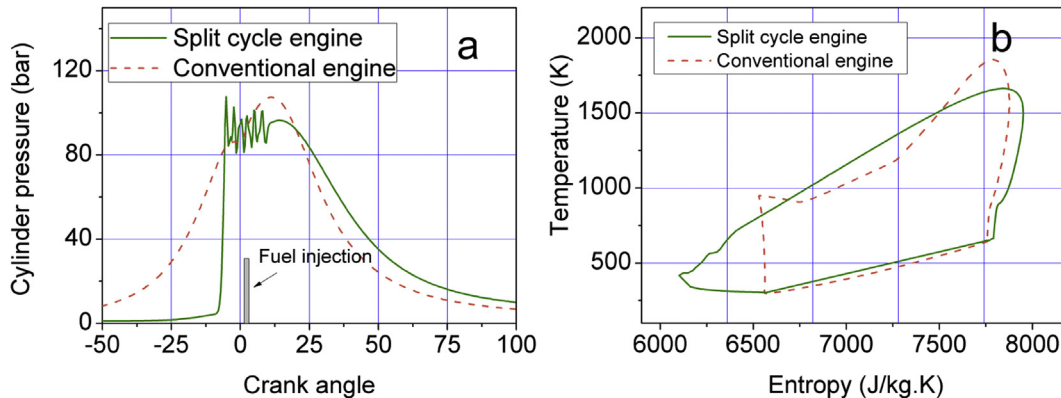 Split cycle engine
Conventional engine
a
Cylinder pressure (bar)
120
80
40
0
Fuel injection
-50
-25
0
25
50
75
100
Crank angle
Split cycle engine
Conventional engine
b
Temperature (K)
2000
1500
1000
500
6000
6500
7000
7500
8000
Entropy (J/kg.K)